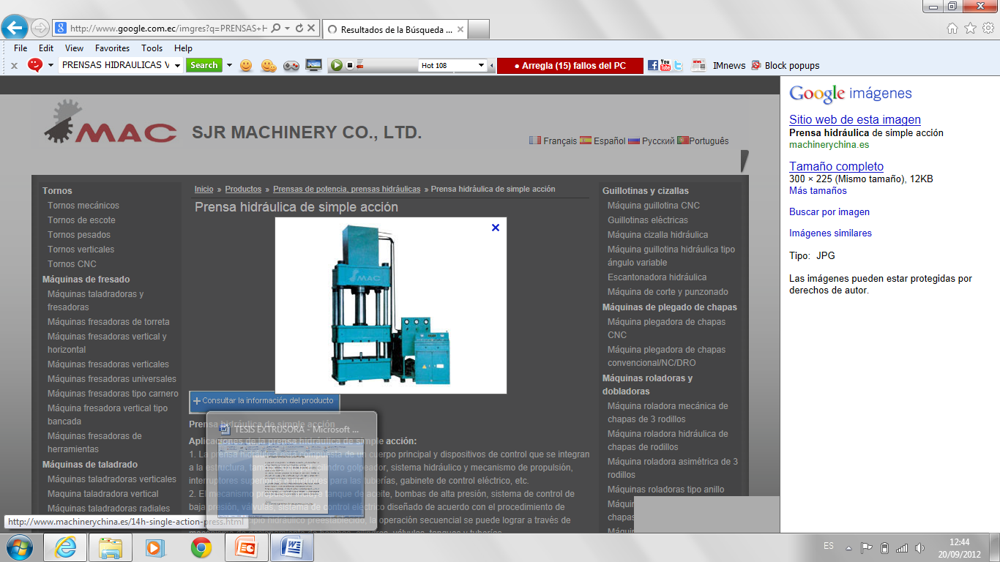 http://www.google.com.ec/imgres?q=PRENSAS+H
Resultados de la Búsqueda ...
File Edit View Favorites Tools Help
PRENSAS HIDRAULICAS V
Search
Hot 108
● Arregla (15) fallos del PC
You Tube
IMnews
Block popups
MAC
SJR MACHINERY CO., LTD.
Français Español Русский Português
Tornos
Tornos mecánicos
Tornos de escote
Tornos pesados
Tornos verticales
Tornos CNC
Máquinas de fresado
Máquinas taladradoras y
fresadoras
Máquinas fresadoras de torreta
Máquinas fresadoras vertical y
horizontal
Máquinas fresadoras verticales
Máquinas fresadoras universales
Máquinas fresadoras tipo carnero
Máquina fresadora vertical tipo
bancada
Máquinas fresadoras de
herramientas
Máquinas de taladrado
Máquinas taladradoras verticales
Maquina taladradora vertical
Máquinas taladradoras radiales
http://www.machinerychina.es/14h-single-action-press.html
Inicio » Productos » Prensas de potencia, prensas hidráulicas » Prensa hidráulica de simple acción
Prensa hidráulica de simple acción
MAC
Consultar la información del producto
Prensa hidráulica de simple acción
TESIS EXTRUSORA - Microsoft ...
Aplicaciones de la prensa hidráulica de simple acción:
1. La prensa hidráulica está compuesta de un cuerpo principal y dispositivos de control que se integran
a la estructura, cilindro golpeador, sistema hidráulico y mecanismo de propulsión,
interruptores superiores e inferiores para las tuberías, gabinete de control eléctrico, etc.
2. El mecanismo propulsor incluye tanque de aceite, bombas de alta presión, sistema de control de
baja presión, válvulas, sistema de control eléctrico diseñado de acuerdo con el procedimiento de
principio hidráulico preestablecido, la operación secuencial se puede lograr a través de
Guillotinas y cizallas
Máquina guillotina CNC
Guillotinas eléctricas
Máquina cizalla hidráulica
Máquina guillotina hidráulica tipo
ángulo variable
Escantonadora hidráulica
Máquina de corte y punzonado
Máquinas de plegado de chapas
Máquina plegadora de chapas
CNC
Máquina plegadora de chapas
convencional/NC/DRO
Máquinas roladoras y
dobladoras
Máquina roladora mecánica de
chapas de 3 rodillos
Máquina roladora hidráulica de
chapas de rodillos
Máquina roladora asimétrica de 3
rodillos
Máquinas roladoras tipo anillo
Máqui
chapas
Máqui
Google imágenes
Sitio web de esta imagen
Prensa hidráulica de simple acción
machinerychina.es
Tamaño completo
300 × 225 (Mismo tamaño), 12KB
Más tamaños
Buscar por imagen
Imágenes similares
Tipo: JPG
Las imágenes pueden estar protegidas por
derechos de autor.
ES
12:44
20/09/2012